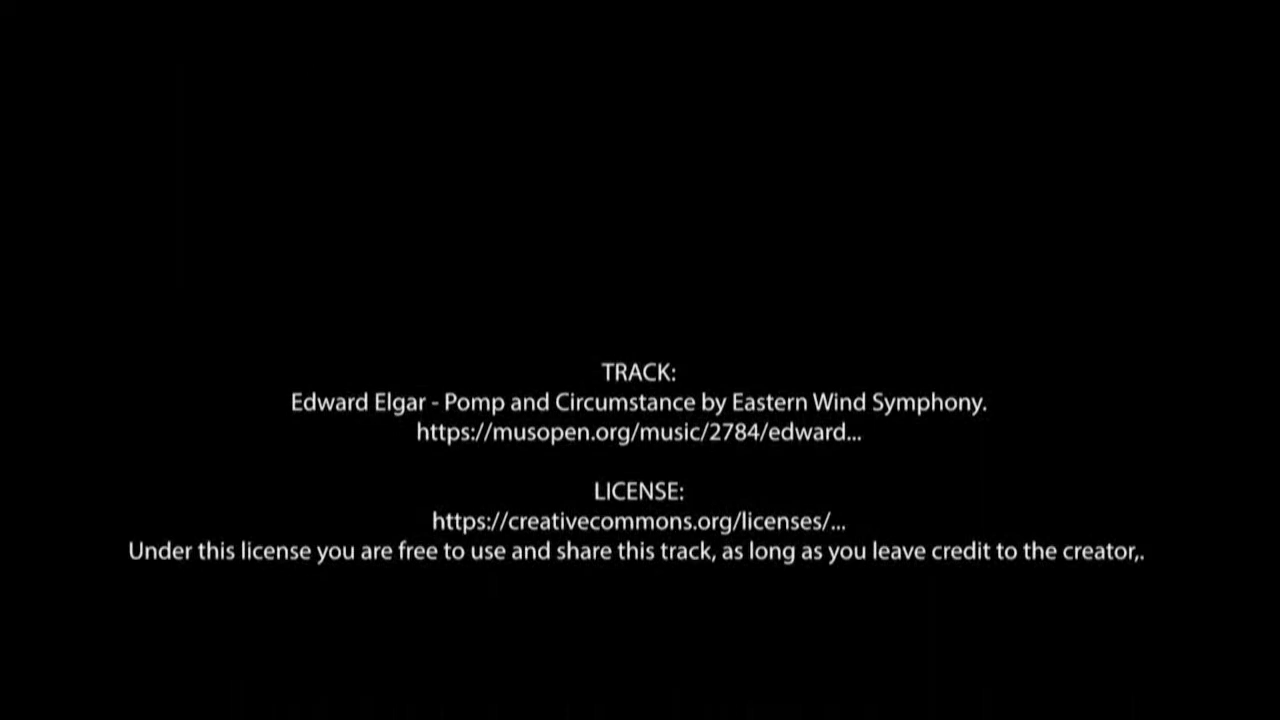 TRACK:
Edward Elgar - Pomp and Circumstance by Eastern Wind Symphony.
https://musopen.org/music/2784/edward...
LICENSE:
https://creativecommons.org/licenses/...
Under this license you are free to use and share this track, as long as you leave credit to the creator,.